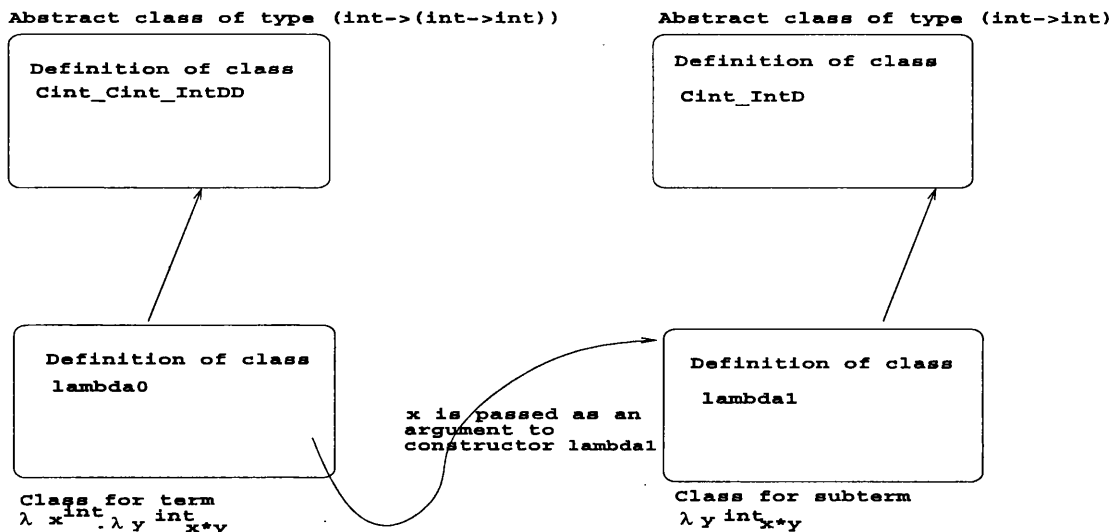 Abstract class of type (int->(int->int))
Abstract class of type (int->int)
Definition of class
Cint_Cint_IntDD
Definition of class
Cint_IntD
Definition of class
lambda0
Definition of class
lambda1
x is passed as an
argument to
constructor lambda1
Class for term
λ x^int . λ y int x*y
Class for subterm
λ y int x*y